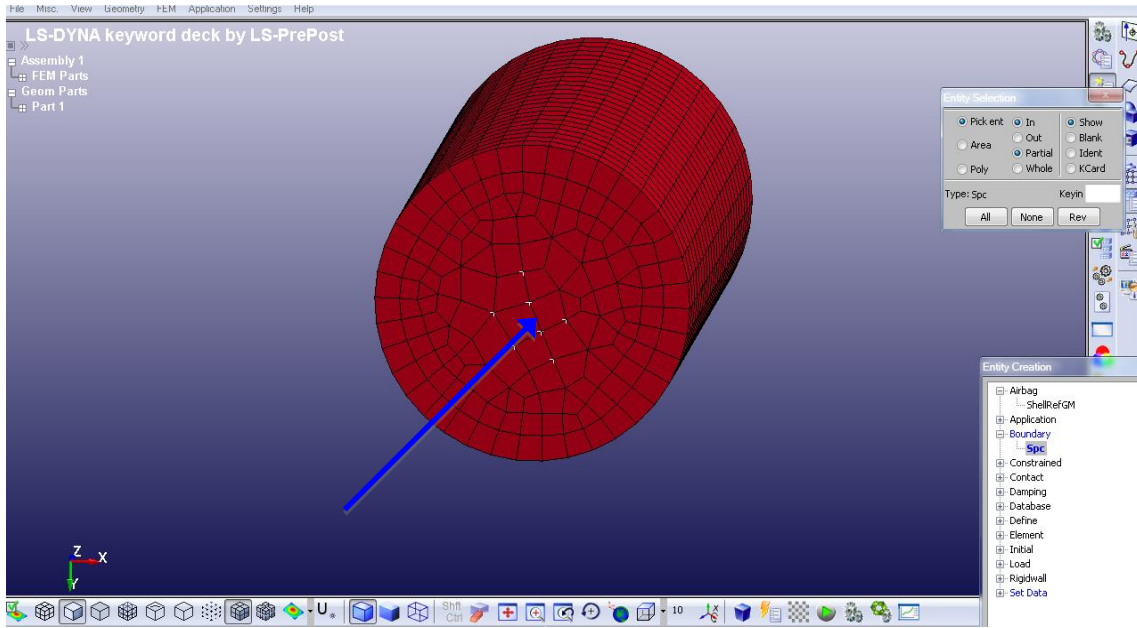 File Misc. View Geometry FEM Application Settings Help
LS-DYNA keyword deck by LS-PrePost
Assembly 1
FEM Parts
Geom Parts
Part 1
Entity Selection
Pick ent In Show
Out Blank
Area
Partial Ident
Poly Whole KCard
Type: Spc Keyin
All None Rev
Entity Creation
Airbag
ShellRefGM
Application
Boundary
Spc
Constrained
Contact
Damping
Database
Define
Element
Initial
Load
Rigidwall
Set Data
Z
X
Y
Shft
Ctrl
10